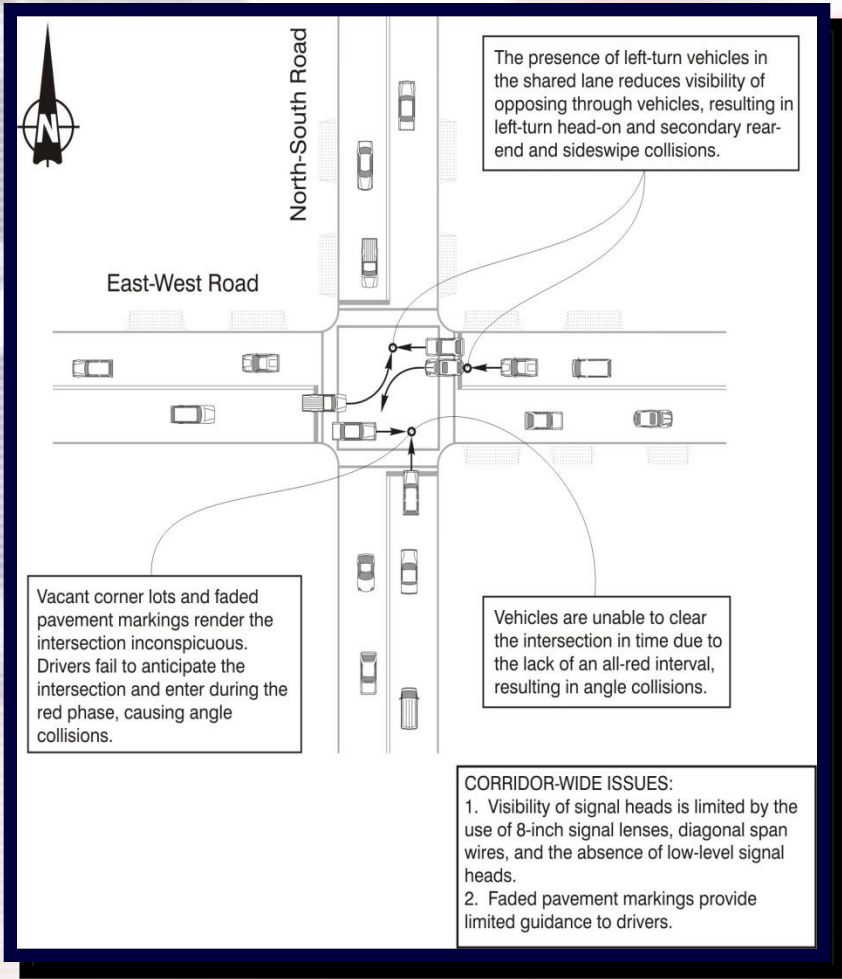 N
North-South Road
The presence of left-turn vehicles in
the shared lane reduces visibility of
opposing through vehicles, resulting in
left-turn head-on and secondary rear-
end and sideswipe collisions.
East-West Road
Vacant corner lots and faded
pavement markings render the
intersection inconspicuous.
Drivers fail to anticipate the
intersection and enter during the
red phase, causing angle
collisions.
Vehicles are unable to clear
the intersection in time due to
the lack of an all-red interval,
resulting in angle collisions.
CORRIDOR-WIDE ISSUES:
1. Visibility of signal heads is limited by the
use of 8-inch signal lenses, diagonal span
wires, and the absence of low-level signal
heads.
2. Faded pavement markings provide
limited guidance to drivers.